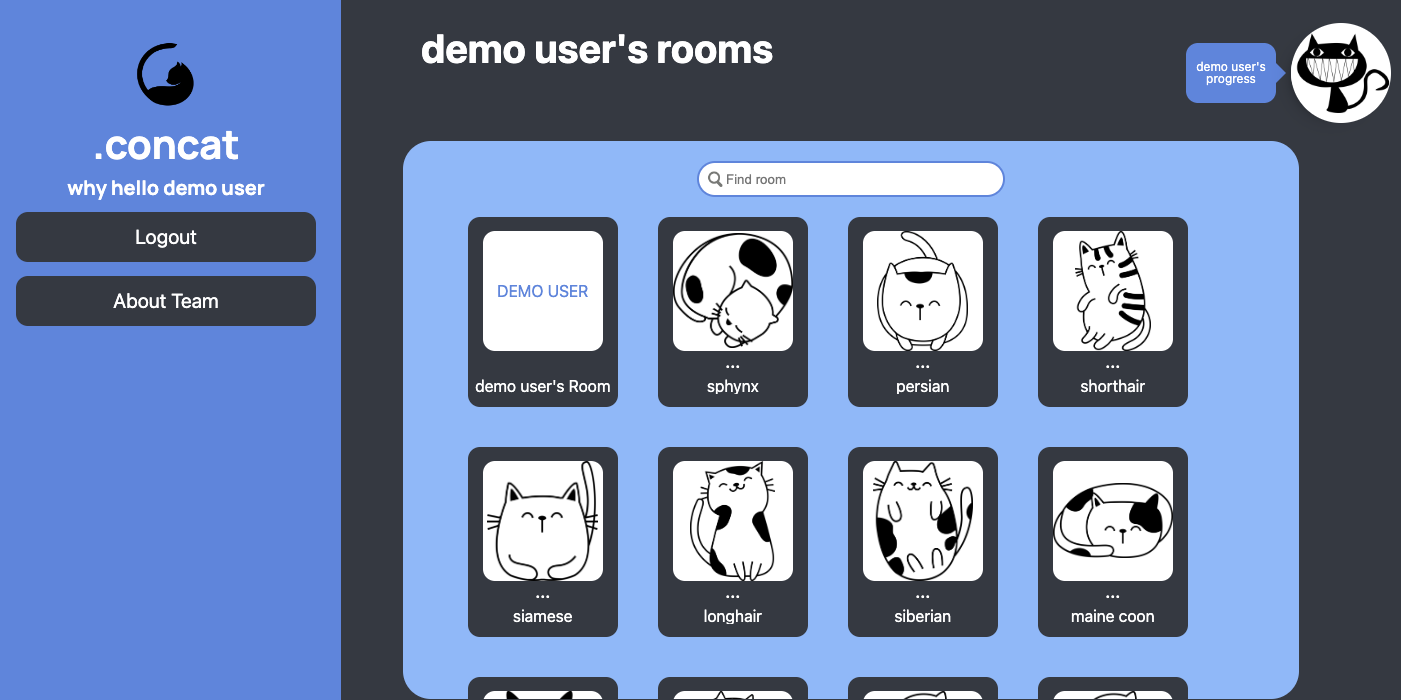 .concat
why hello demo user
Logout
About Team
demo user's rooms
demo user's
progress
Find room
DEMO USER
demo user's Room
...
sphynx
...
persian
...
shorthair
...
siamese
...
longhair
...
siberian
...
maine coon